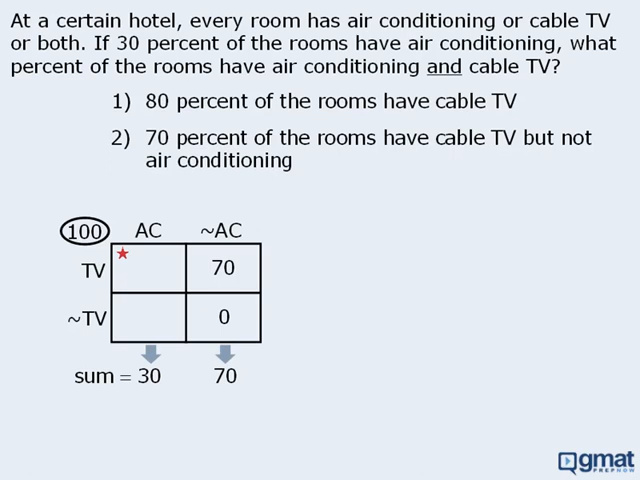 At a certain hotel, every room has air conditioning or cable TV
or both. If 30 percent of the rooms have air conditioning, what
percent of the rooms have air conditioning and cable TV?
1) 80 percent of the rooms have cable TV
2) 70 percent of the rooms have cable TV but not
air conditioning
100 AC ~AC
TV 70
~TV 0
sum = 30 70
gmat
PREPNOW